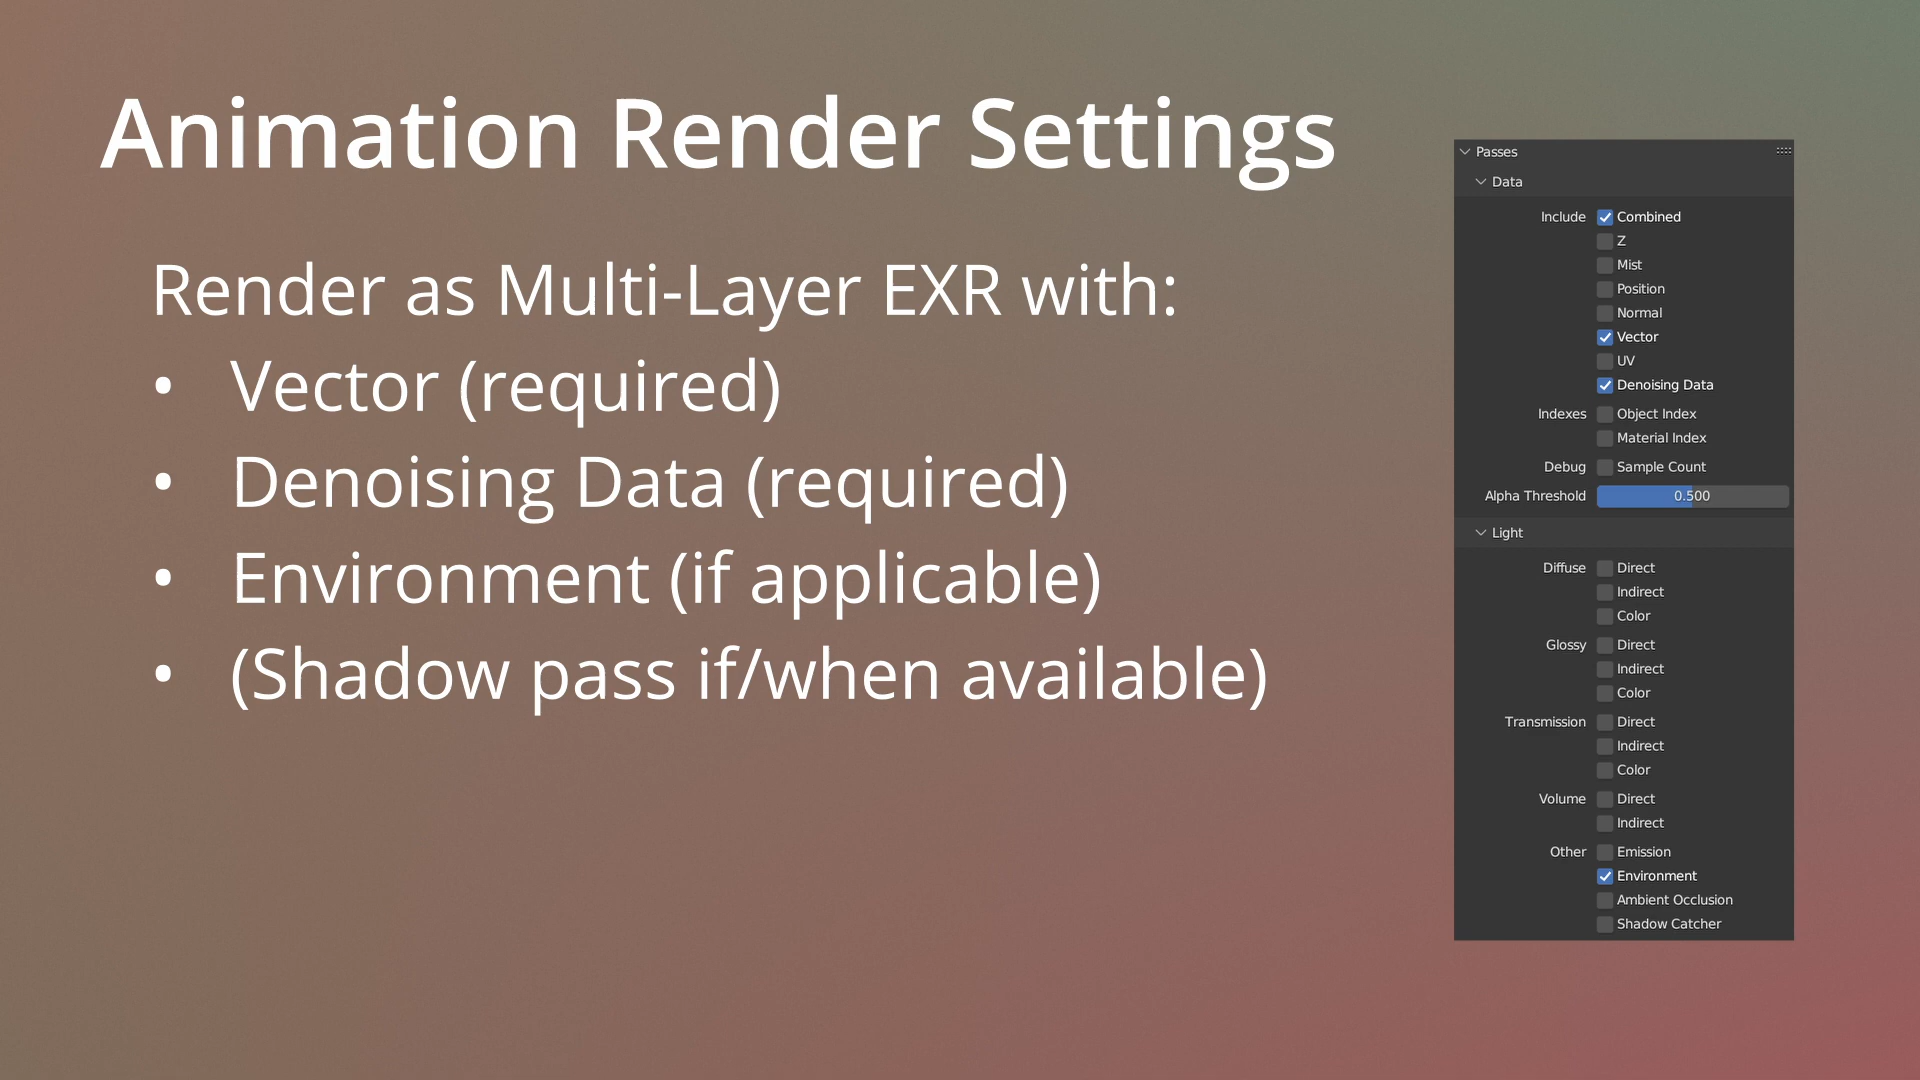 Animation Render Settings
Render as Multi-Layer EXR with:
• Vector (required)
• Denoising Data (required)
• Environment (if applicable)
• (Shadow pass if/when available)
Passes
Data
Include Combined
Z
Mist
Position
Normal
Vector
UV
Denoising Data
Indexes Object Index
Material Index
Debug Sample Count
Alpha Threshold 0.500
Light
Diffuse Direct
Indirect
Color
Glossy Direct
Indirect
Color
Transmission Direct
Indirect
Color
Volume Direct
Indirect
Other Emission
Environment
Ambient Occlusion
Shadow Catcher